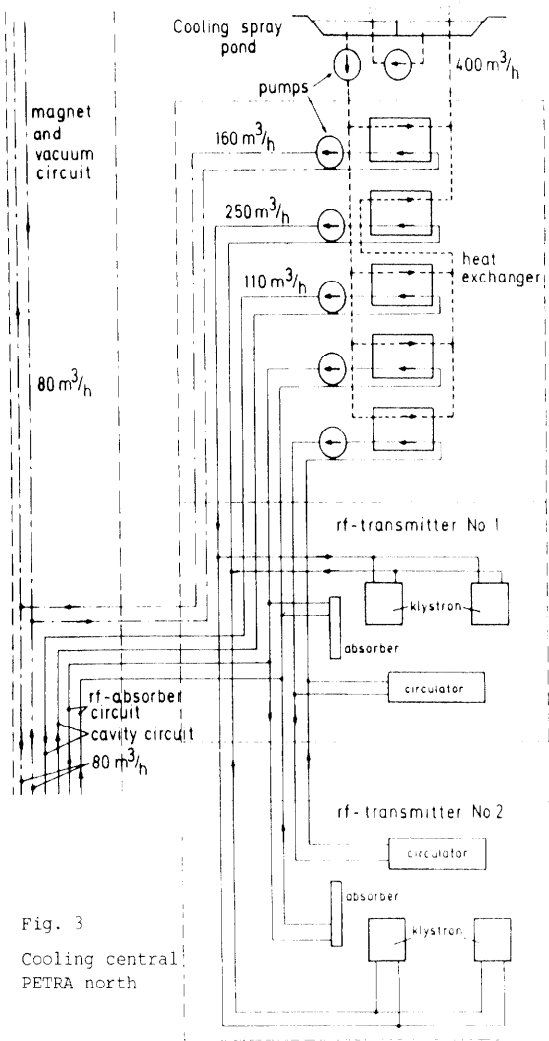 Cooling spray
pond
400 m³/h
pumps
magnet
and
vacuum
circuit
160 m³/h
250 m³/h
heat
exchanger
110 m³/h
80 m³/h
rf-transmitter No 1
klystron
absorber
circulator
rf-absorber
circuit
cavity circuit
80 m³/h
rf-transmitter No 2
circulator
absorber
klystron
Fig. 3
Cooling central
PETRA north